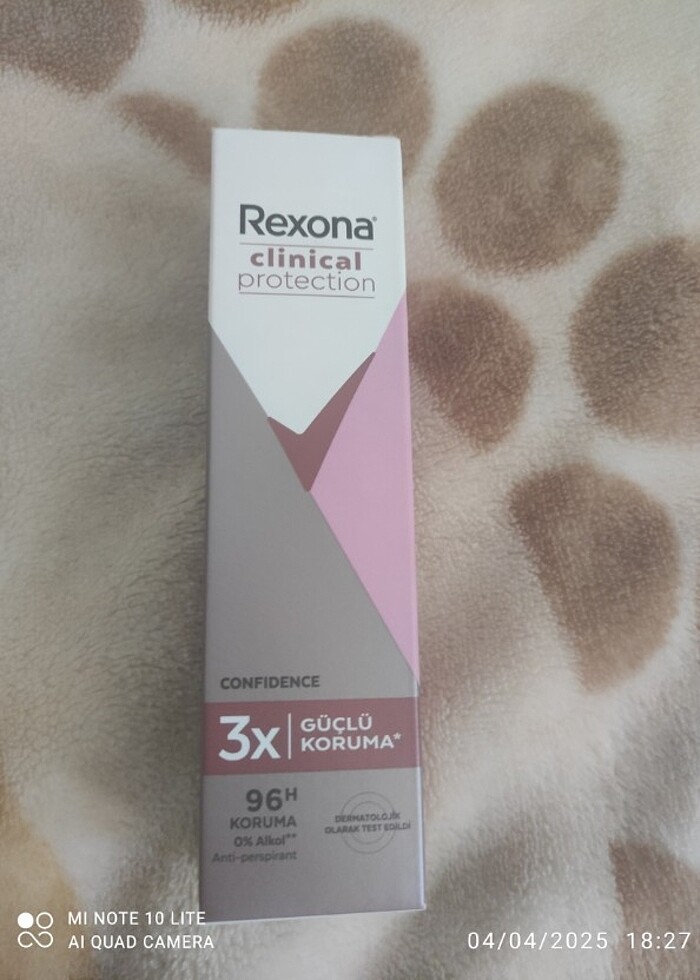 Rexona®
clinical
protection
CONFIDENCE
3x GÜÇLÜ
KORUMA*
96H
KORUMA
0% Alkol**
Anti-perspirant
DERMATOLOJİK
OLARAK TEST EDİLDİ
MI NOTE 10 LITE
AI QUAD CAMERA
04/04/2025 18:27